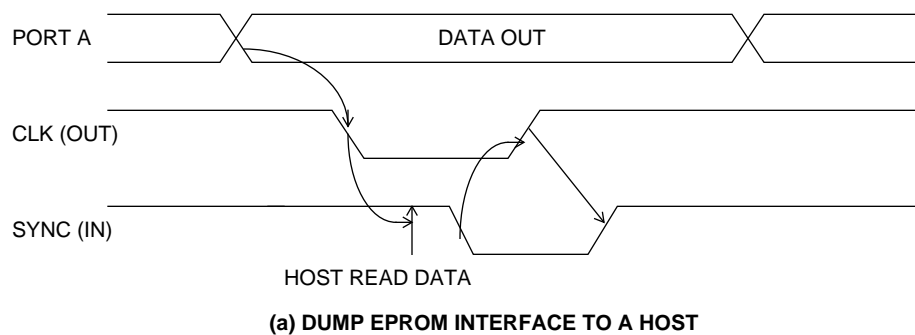 PORT A
DATA OUT
CLK (OUT)
SYNC (IN)
HOST READ DATA
(a) DUMP EPROM INTERFACE TO A HOST